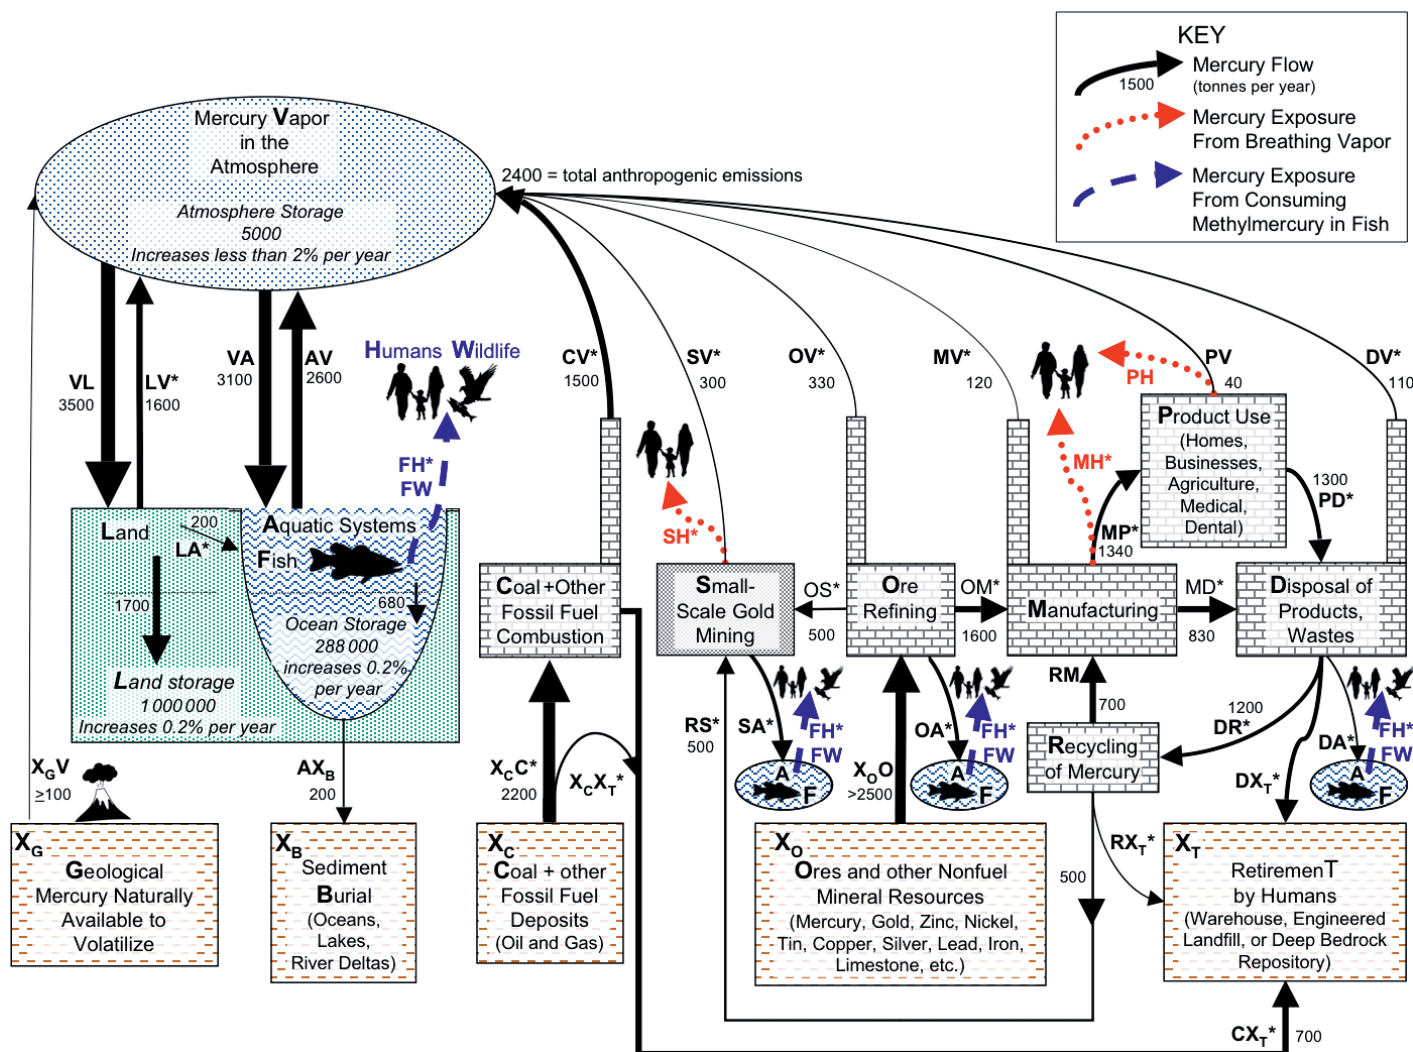 KEY
Mercury Flow
(tonnes per year)
1500
Mercury Exposure
From Breathing Vapor
Mercury Exposure
From Consuming
Methylmercury in Fish
Mercury Vapor
in the
Atmosphere
Atmosphere Storage
5000
Increases less than 2% per year
2400 = total anthropogenic emissions
VL
3500
LV*
1600
VA
3100
AV
2600
Humans Wildlife
FH*
FW
CV*
1500
SV*
300
OV*
330
MV*
120
PV
40
DV*
110
PH
MH*
SH*
Product Use
(Homes,
Businesses,
Agriculture,
Medical,
Dental)
1300
PD*
MP*
1340
Land
200
LA*
1700
Land storage
1 000 000
Increases 0.2% per year
Aquatic Systems
Fish
680
Ocean Storage
288 000
increases 0.2%
per year
Coal +Other
Fossil Fuel
Combustion
Small-
Scale Gold
Mining
OS*
500
Ore
Refining
OM*
1600
Manufacturing
MD*
830
Disposal of
Products,
Wastes
XGV
≥100
AXB
200
XCC*
2200
XCXT*
RS*
500
SA*
FH*
FW
A
F
XOO
>2500
OA*
FH*
FW
A
F
RM
700
Recycling
of Mercury
1200
DR*
DXT*
DA*
FH*
FW
A
F
RXT*
500
XG
Geological
Mercury Naturally
Available to
Volatilize
XB
Sediment
Burial
(Oceans,
Lakes,
River Deltas)
XC
Coal + other
Fossil Fuel
Deposits
(Oil and Gas)
XO
Ores and other Nonfuel
Mineral Resources
(Mercury, Gold, Zinc, Nickel,
Tin, Copper, Silver, Lead, Iron,
Limestone, etc.)
XT
RetiremenT
by Humans
(Warehouse, Engineered
Landfill, or Deep Bedrock
Repository)
CXT*
700